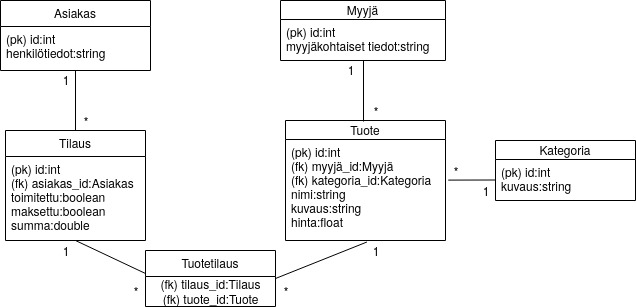 Asiakas
(pk) id:int
henkilötiedot:string
1
*
Myyjä
(pk) id:int
myyjäkohtaiset tiedot:string
1
*
Tilaus
(pk) id:int
(fk) asiakas_id:Asiakas
toimitettu:boolean
maksettu:boolean
summa:double
1
*
Tuote
(pk) id:int
(fk) myyjä_id:Myyjä
(fk) kategoria_id:Kategoria
nimi:string
kuvaus:string
hinta:float
1
*
*
1
Kategoria
(pk) id:int
kuvaus:string
Tuotetilaus
(fk) tilaus_id:Tilaus
(fk) tuote_id:Tuote